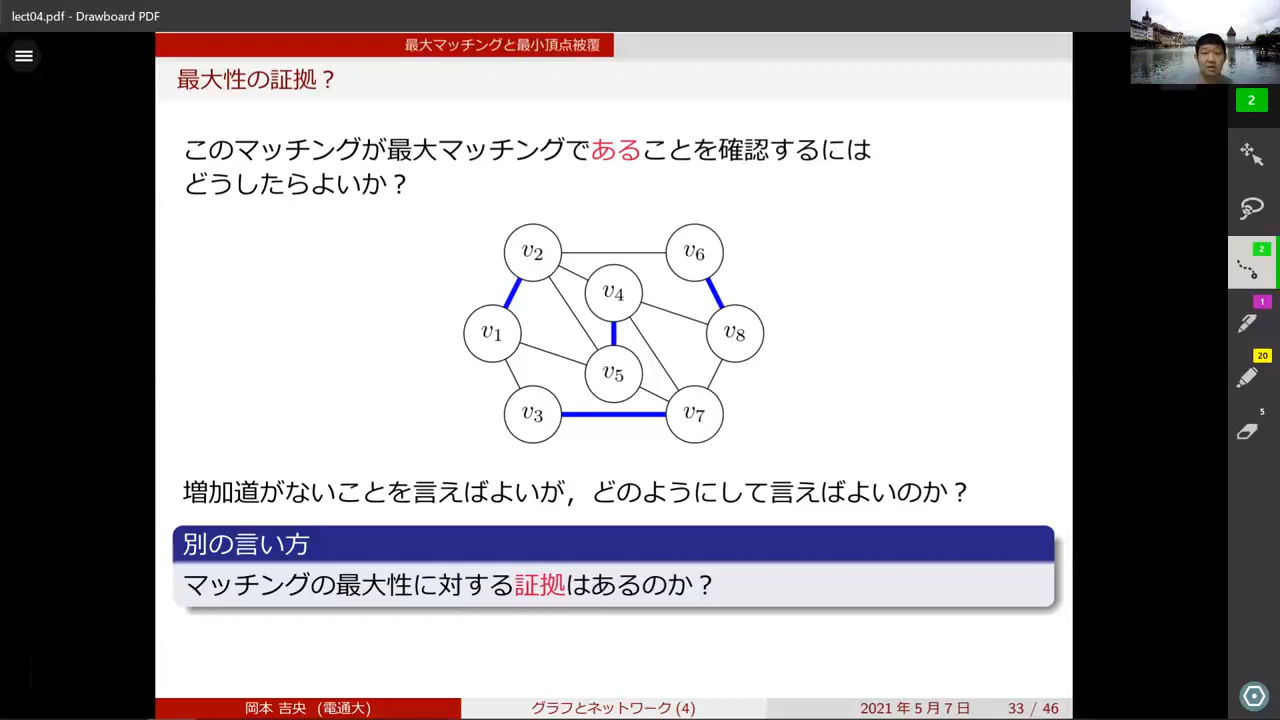 lect04.pdf - Drawboard PDF
最大マッチングと最小頂点被覆
最大性の証拠？
2
このマッチングが最大マッチングであることを確認するには
どうしたらよいか？
v2
v6
2
v4
1
v1
v8
20
v5
v3
v7
5
増加道がないことを言えばよいが，どのようにして言えばよいのか？
別の言い方
マッチングの最大性に対する証拠はあるのか？
岡本 吉央 (電通大)
グラフとネットワーク (4)
2021 年 5 月 7 日
33 / 46